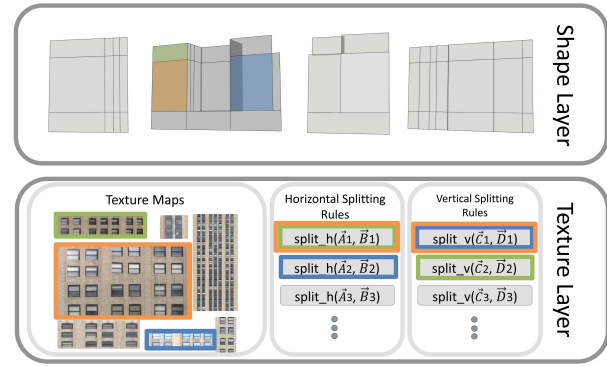 Shape Layer
Texture Maps
Horizontal Splitting
Rules
split_h(A⃗1, B⃗1)
split_h(A⃗2, B⃗2)
split_h(A⃗3, B⃗3)
Vertical Splitting
Rules
split_v(C⃗1, D⃗1)
split_v(C⃗2, D⃗2)
split_v(C⃗3, D⃗3)
Texture Layer